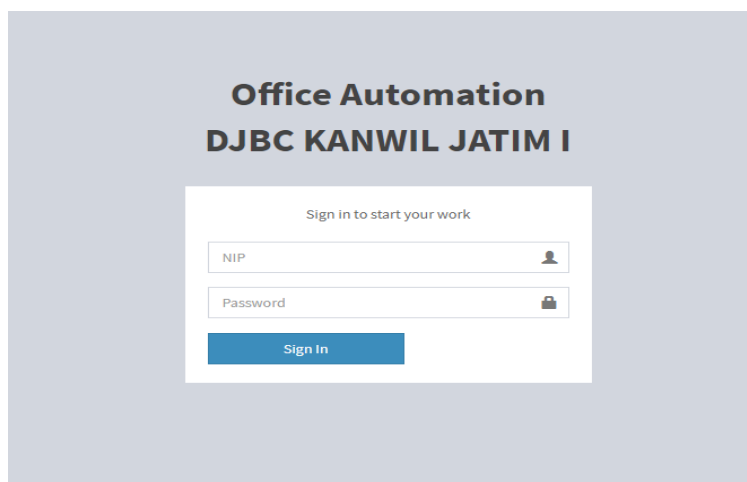 Office Automation
DJBC KANWIL JATIM I
Sign in to start your work
NIP
Password
Sign In